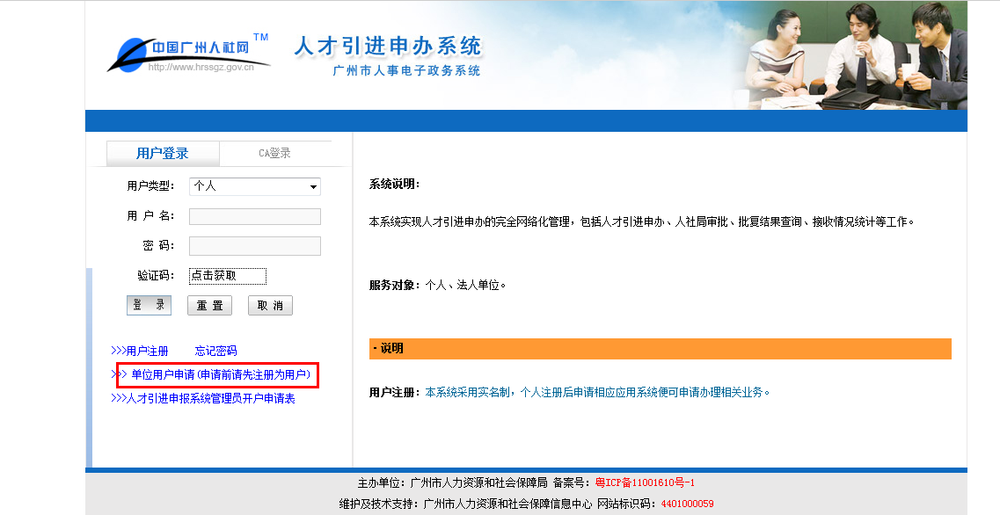 中国广州人社网 TM
http://www.hrssgz.gov.cn
人才引进申办系统
广州市人事电子政务系统
用户登录 CA登录
用户类型： 个人
用 户 名：
密 码：
验证码： 点击获取
登 录 重 置 取 消
>>>用户注册 忘记密码
>>> 单位用户申请(申请前请先注册为用户)
>>>人才引进申报系统管理员开户申请表
系统说明：
本系统实现人才引进申办的完全网络化管理，包括人才引进申办、人社局审批、批复结果查询、接收情况统计等工作。
服务对象：个人、法人单位。
- 说明
用户注册：本系统采用实名制，个人注册后申请相应应用系统便可申请办理相关业务。
主办单位：广州市人力资源和社会保障局 备案号：粤ICP备11001610号-1
维护及技术支持：广州市人力资源和社会保障信息中心 网站标识码：4401000059